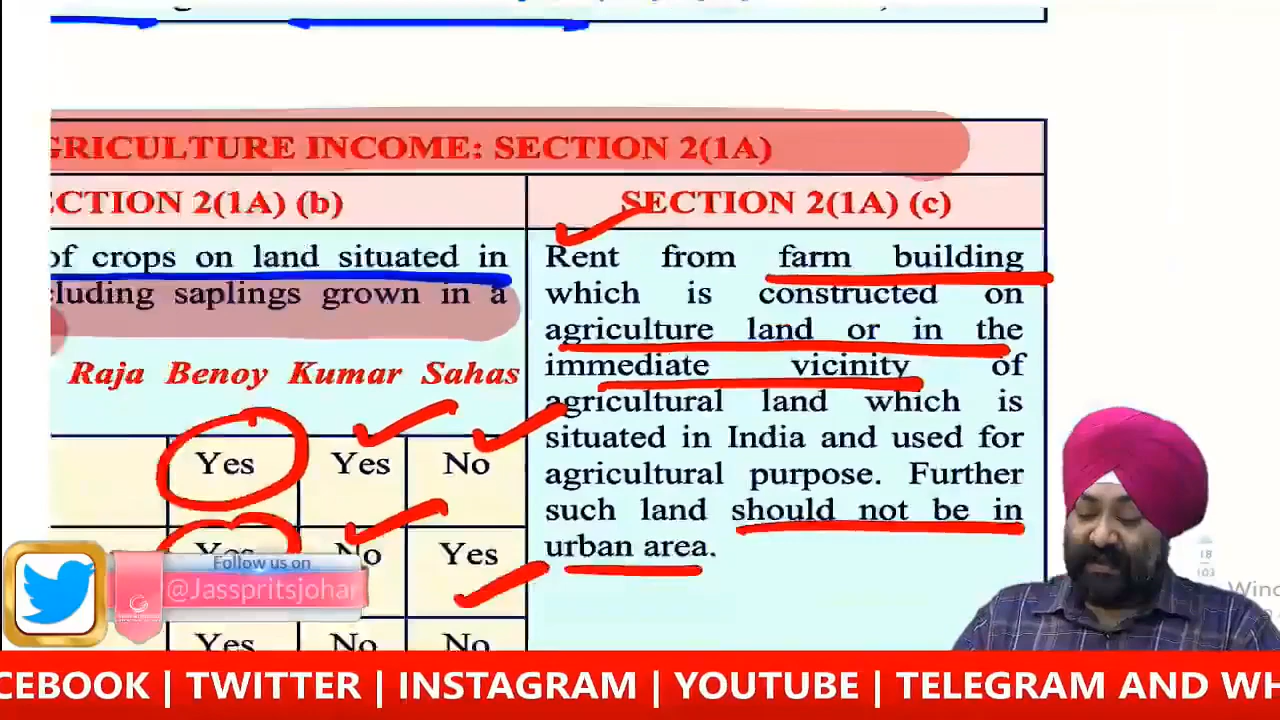 GRICULTURE INCOME: SECTION 2(1A)
ECTION 2(1A) (b)
SECTION 2(1A) (c)
of crops on land situated in
cluding saplings grown in a
Raja Benoy Kumar Sahas
Yes Yes No
Yes No Yes
Yes No No
Rent from farm building
which is constructed on
agriculture land or in the
immediate vicinity of
agricultural land which is
situated in India and used for
agricultural purpose. Further
such land should not be in
urban area.
Follow us on
@Jasspritsjohar
18
103
Wind
CEBOOK | TWITTER | INSTAGRAM | YOUTUBE | TELEGRAM AND WH